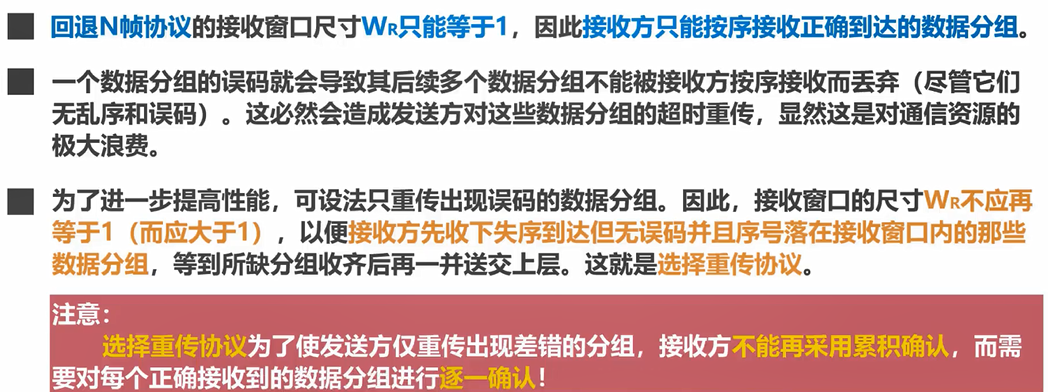 回退N帧协议的接收窗口尺寸WR只能等于1，因此接收方只能按序接收正确到达的数据分组。
一个数据分组的误码就会导致其后续多个数据分组不能被接收方按序接收而丢弃（尽管它们
无乱序和误码）。这必然会造成发送方对这些数据分组的超时重传，显然这是对通信资源的
极大浪费。
为了进一步提高性能，可设法只重传出现误码的数据分组。因此，接收窗口的尺寸WR不应再
等于1（而应大于1），以便接收方先收下失序到达但无误码并且序号落在接收窗口内的那些
数据分组，等到所缺分组收齐后再一并送交上层。这就是选择重传协议。
注意：
选择重传协议为了使发送方仅重传出现差错的分组，接收方不能再采用累积确认，而需
要对每个正确接收到的数据分组进行逐一确认！